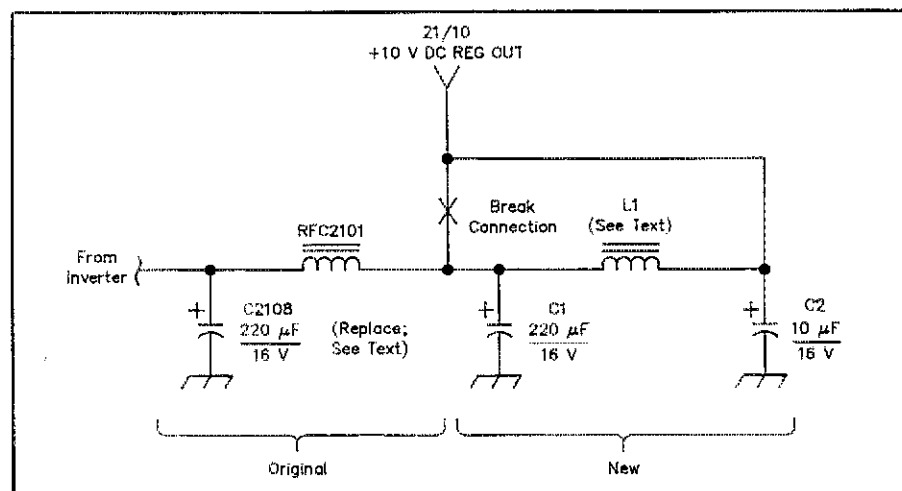 21/10
+10 V DC REG OUT
Break
Connection
L1
(See Text)
RFC2101
From
Inverter
+
C2108
220 µF
16 V
(Replace;
See Text)
+
C1
220 µF
16 V
+
C2
10 µF
16 V
Original
New